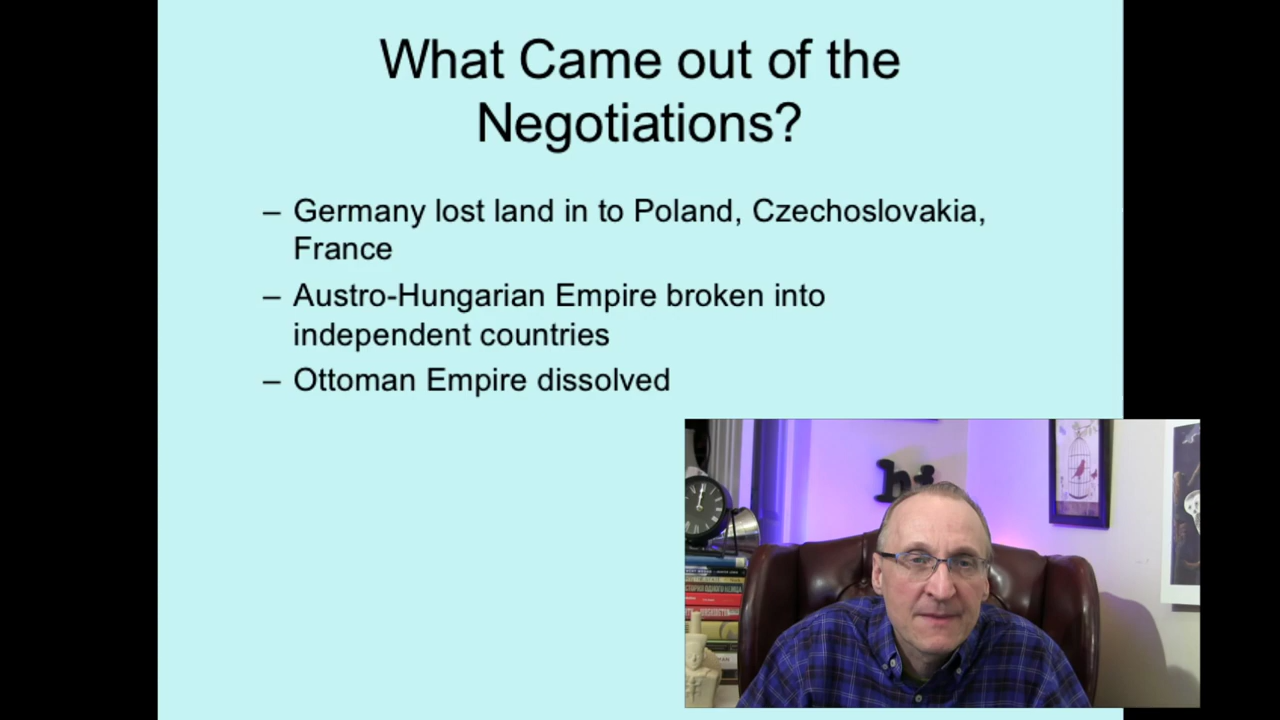 What Came out of the
Negotiations?
– Germany lost land in to Poland, Czechoslovakia,
France
– Austro-Hungarian Empire broken into
independent countries
– Ottoman Empire dissolved